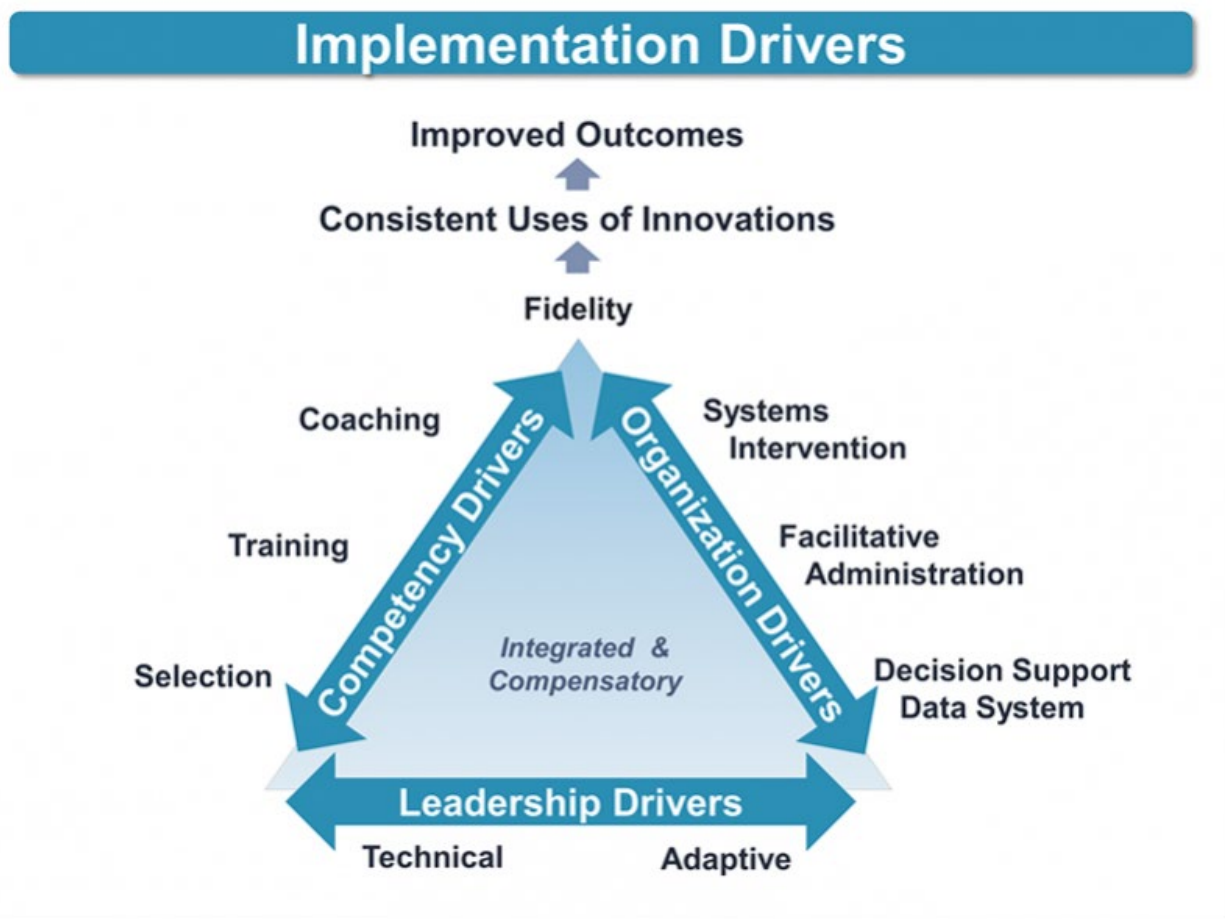 Implementation Drivers
Improved Outcomes
Consistent Uses of Innovations
Fidelity
Coaching
Training
Selection
Competency Drivers
Organization Drivers
Systems
Intervention
Facilitative
Administration
Decision Support
Data System
Integrated &
Compensatory
Leadership Drivers
Technical
Adaptive